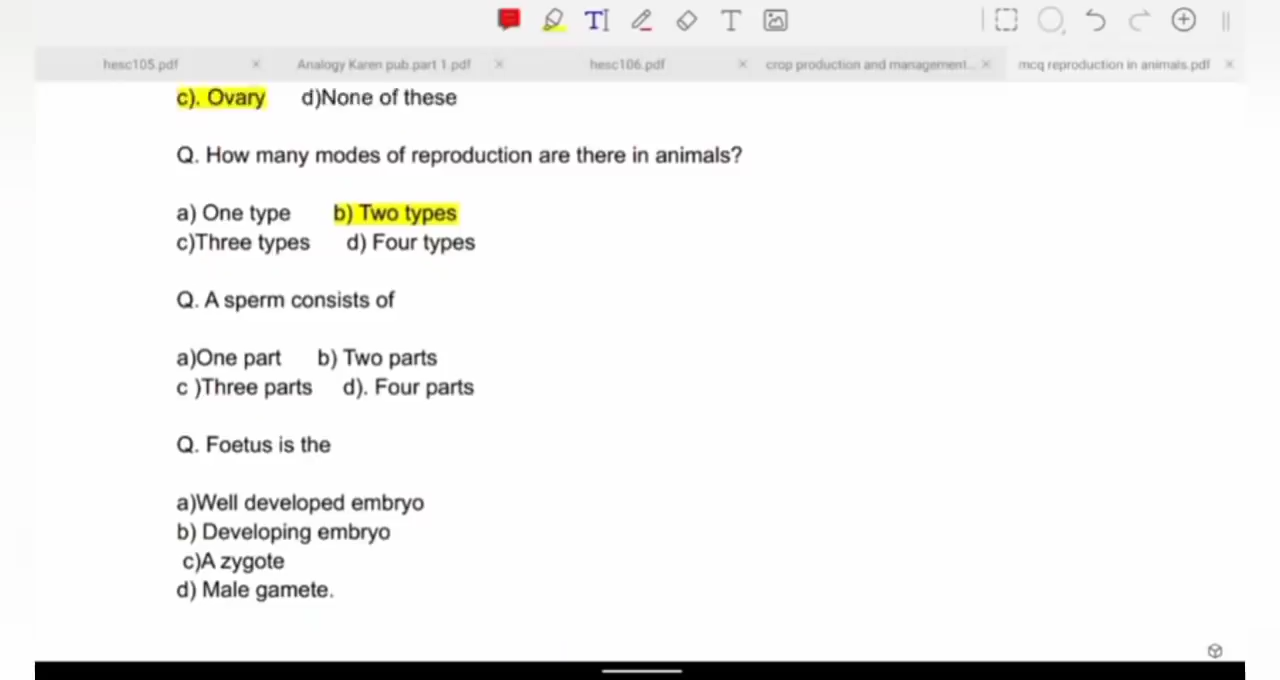 hesc105.pdf × Analogy Karen pub.part 1.pdf × hesc106.pdf × crop production and management... × mcq reproduction in animals.pdf ×
c). Ovary d)None of these
Q. How many modes of reproduction are there in animals?
a) One type b) Two types
c)Three types d) Four types
Q. A sperm consists of
a)One part b) Two parts
c )Three parts d). Four parts
Q. Foetus is the
a)Well developed embryo
b) Developing embryo
c)A zygote
d) Male gamete.